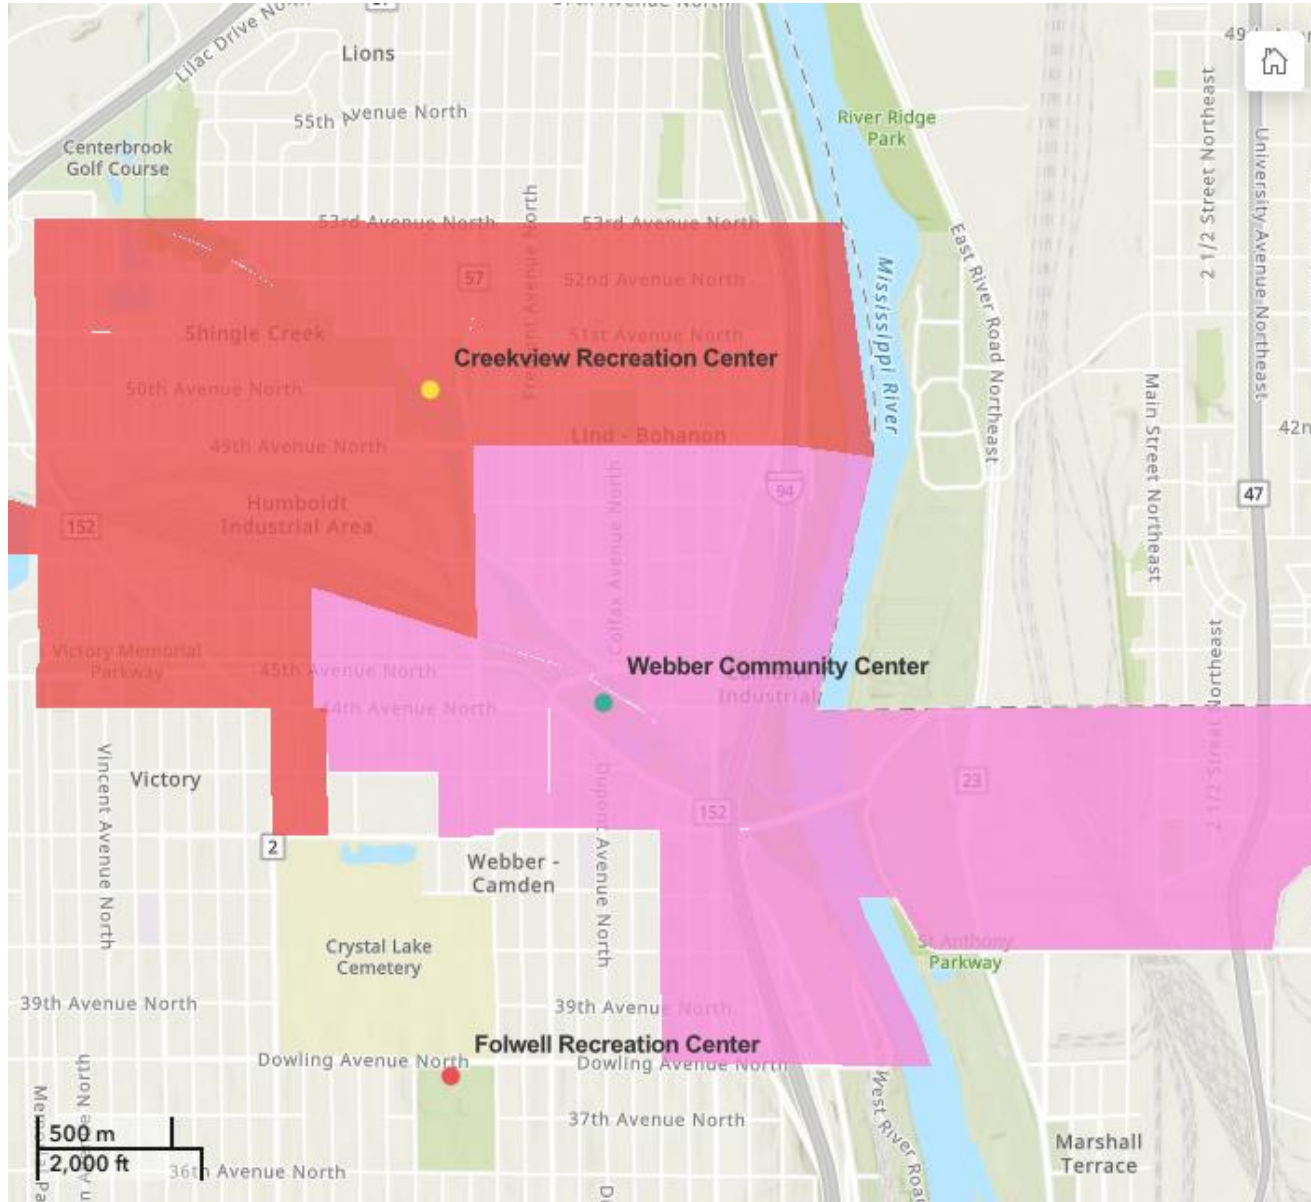 Lions
Lilac Drive North
55th Avenue North
Centerbrook
Golf Course
River Ridge
Park
2 1/2 Street Northeast
University Avenue Northeast
53rd Avenue North
53rd Avenue North
Fremont Avenue North
East River Road Northeast
Mississippi River
57
52nd Avenue North
Shingle Creek
51st Avenue North
Creekview Recreation Center
50th Avenue North
Main Street Northeast
Lind - Bohanon
49th Avenue North
94
47
Humboldt
Industrial Area
152
Colfax Avenue North
Victory Memorial
Parkway
45th Avenue North
Webber Community Center
Industrial
44th Avenue North
2 1/2 Street Northeast
Vincent Avenue North
Victory
Dupont Avenue North
23
152
2
Webber -
Camden
Crystal Lake
Cemetery
St Anthony
Parkway
39th Avenue North
39th Avenue North
Folwell Recreation Center
Dowling Avenue North
Dowling Avenue North
37th Avenue North
West River Road
500 m
2,000 ft
36th Avenue North
Marshall
Terrace